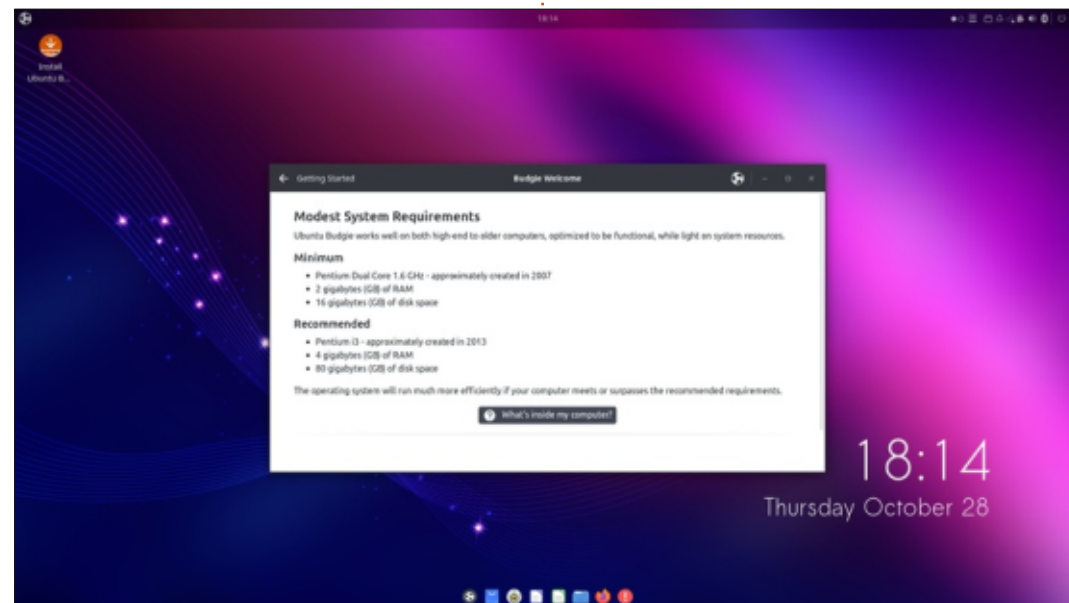 18:14
Install
Ubuntu B...
Getting Started
Budgie Welcome
Modest System Requirements
Ubuntu Budgie works well on both high-end to older computers, optimized to be functional, while light on system resources.
Minimum
• Pentium Dual Core 1.6 GHz - approximately created in 2007
• 2 gigabytes (GB) of RAM
• 16 gigabytes (GB) of disk space
Recommended
• Pentium i3 - approximately created in 2013
• 4 gigabytes (GB) of RAM
• 80 gigabytes (GB) of disk space
The operating system will run much more efficiently if your computer meets or surpasses the recommended requirements.
What's inside my computer?
18:14
Thursday October 28